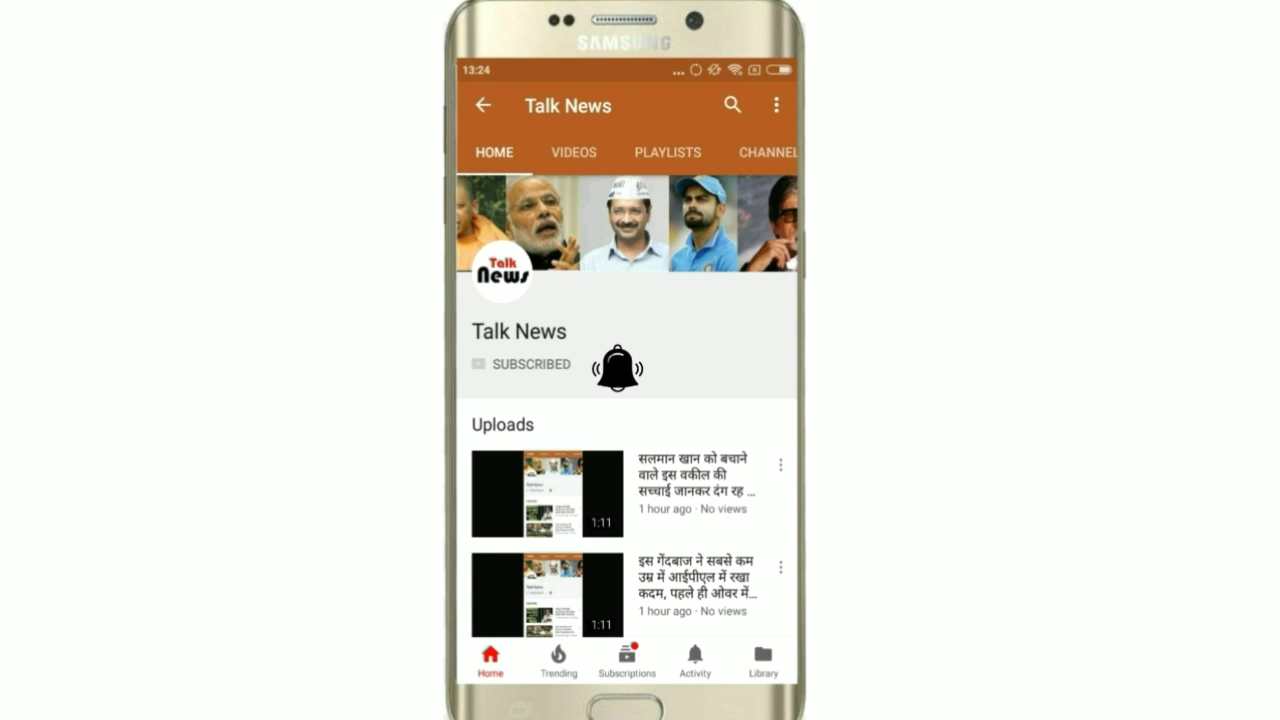 SAMSUNG
13:24
Talk News
HOME VIDEOS PLAYLISTS CHANNEL
Talk
News
Talk News
SUBSCRIBED
Uploads
सलमान खान को बचाने
वाले इस वकील की
सच्चाई जानकर दंग रह ...
1 hour ago · No views
1:11
इस गेंदबाज ने सबसे कम
उम्र में आईपीएल में रखा
कदम, पहले ही ओवर में...
1 hour ago · No views
1:11
Home Trending Subscriptions Activity Library